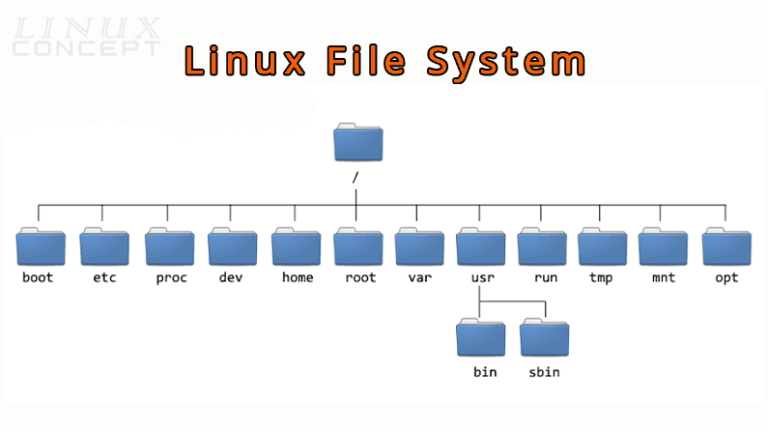 LINUX
CONCEPT
Linux File System
/
boot etc proc dev home root var usr run tmp mnt opt
bin sbin